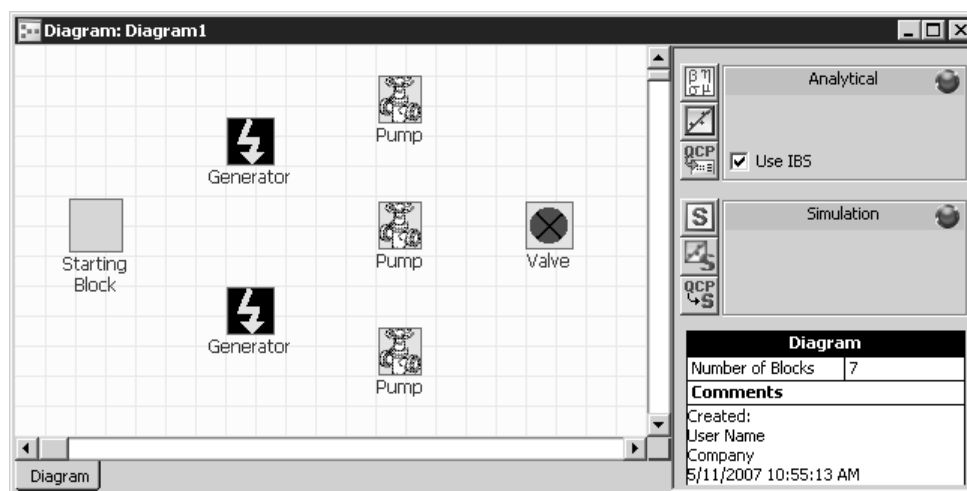 Diagram: Diagram1
Pump
Generator
Starting
Block
Pump
Valve
Generator
Pump
Diagram
β η
σ μ
Analytical
QCP
Use IBS
S
Simulation
S
QCP
S
Diagram
Number of Blocks 7
Comments
Created:
User Name
Company
5/11/2007 10:55:13 AM